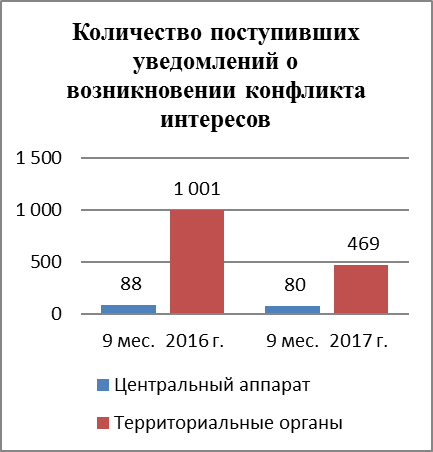 Количество поступивших
уведомлений о
возникновении конфликта
интересов
1 500
1 000
500
0
88
1 001
80
469
9 мес. 2016 г.
9 мес. 2017 г.
Центральный аппарат
Территориальные органы